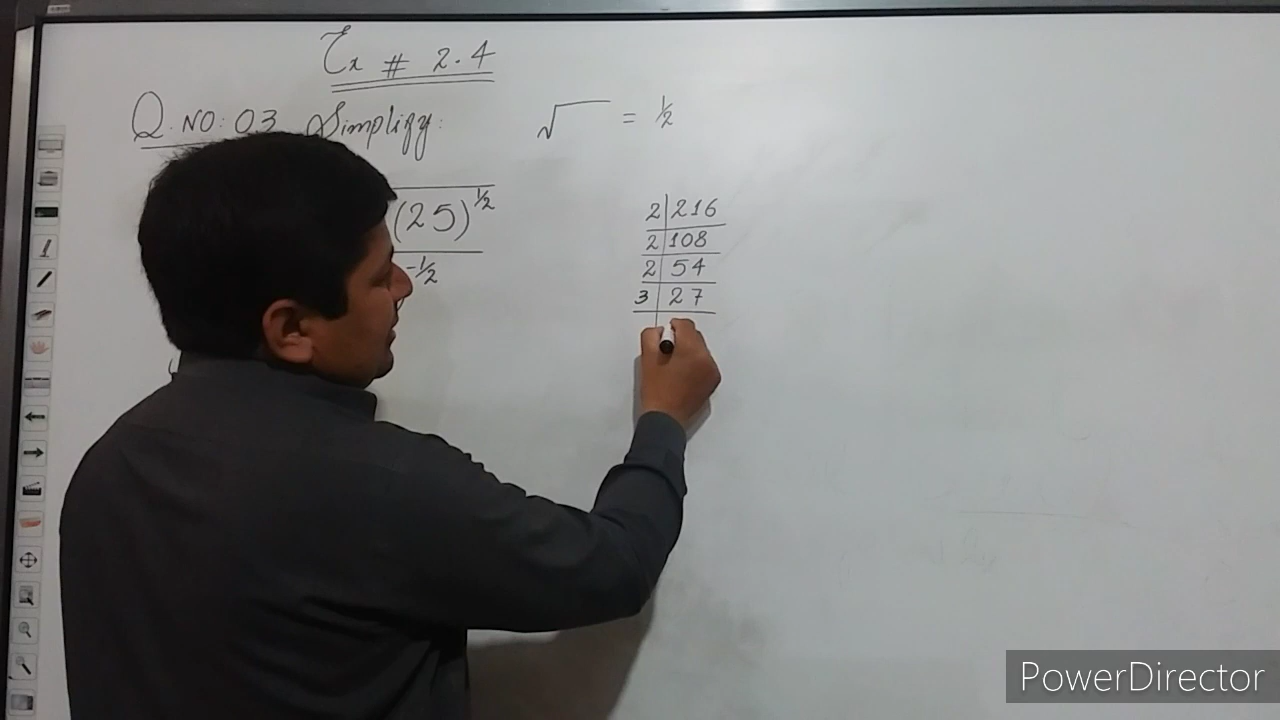 Ex # 2.4
Q.NO: 03 Simplify:
√ = 1/2
(25)^1/2
-1/2
2|216
2|108
2|54
3|27
PowerDirector